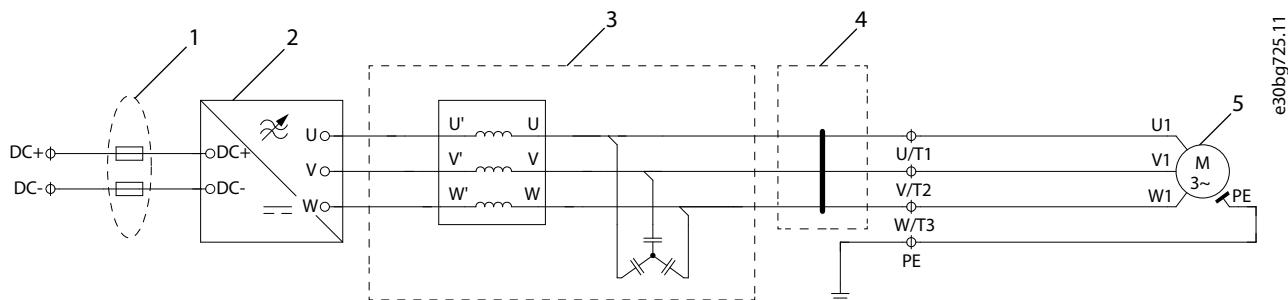 1
2
3
4
5
e30bg725.11
DC+
DC-
DC+
DC-
U
V
W
U' U
V' V
W' W
U/T1
V/T2
W/T3
PE
U1
V1
W1
M
3~
PE